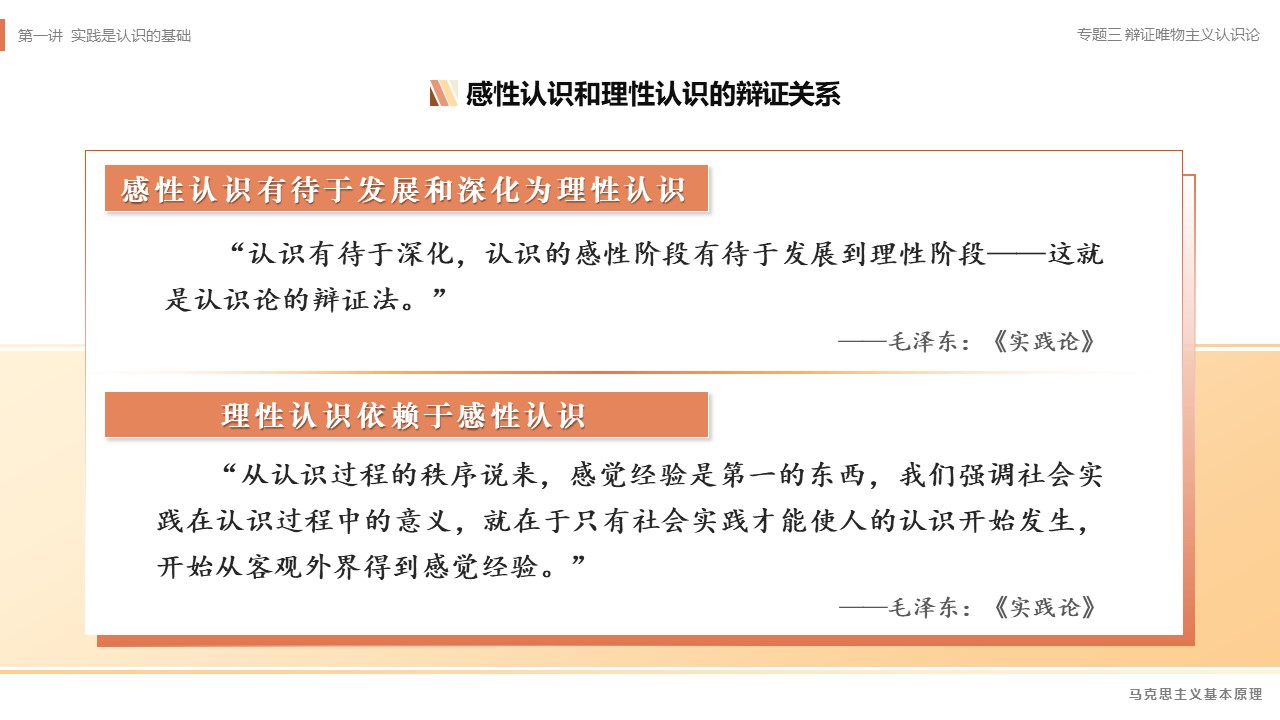 第一讲 实践是认识的基础
专题三 辩证唯物主义认识论
感性认识和理性认识的辩证关系
感性认识有待于发展和深化为理性认识
“认识有待于深化，认识的感性阶段有待于发展到理性阶段——这就
是认识论的辩证法。”
——毛泽东：《实践论》
理性认识依赖于感性认识
“从认识过程的秩序说来，感觉经验是第一的东西，我们强调社会实
践在认识过程中的意义，就在于只有社会实践才能使人的认识开始发生，
开始从客观外界得到感觉经验。”
——毛泽东：《实践论》
马克思主义基本原理